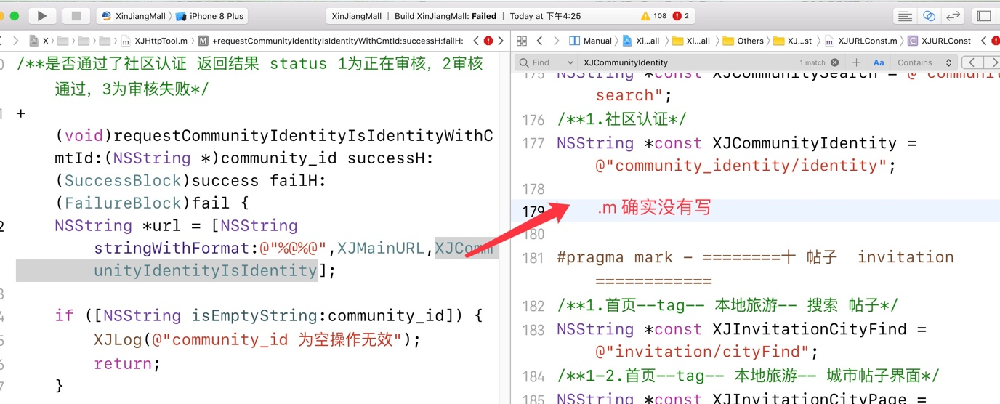 XinJiangMall iPhone 8 Plus XinJiangMall | Build XinJiangMall: Failed | Today at 下午4:25 108 2
X XJHttpTool.m M +requestCommunityIdentityIsIdentityWithCmtId:successH:failH:
Manual Xi...all Xi...all Others XJ...st XJURLConst.m C XJURLConst
Find XJCommunityIdentity 1 match Aa Contains
/**是否通过了社区认证 返回结果 status 1为正在审核，2审核
通过，3为审核失败*/
+
(void)requestCommunityIdentityIsIdentityWithC
mtId:(NSString *)community_id successH:
(SuccessBlock)success failH:
(FailureBlock)fail {
NSString *url = [NSString
stringWithFormat:@"%@%@",XJMainURL,XJComm
unityIdentityIsIdentity];
if ([NSString isEmptyString:community_id]) {
XJLog(@"community_id 为空操作无效");
return;
}
175 NSString *const XJCommunitySearch = @"communit
search";
176 /**1.社区认证*/
177 NSString *const XJCommunityIdentity =
@"community_identity/identity";
178
179 .m 确实没有写
180
181 #pragma mark - ========十 帖子 invitation
============
182 /**1.首页--tag-- 本地旅游-- 搜索 帖子*/
183 NSString *const XJInvitationCityFind =
@"invitation/cityFind";
184 /**1-2.首页--tag-- 本地旅游-- 城市帖子界面*/
185 NSString *const XJInvitationCityPage =